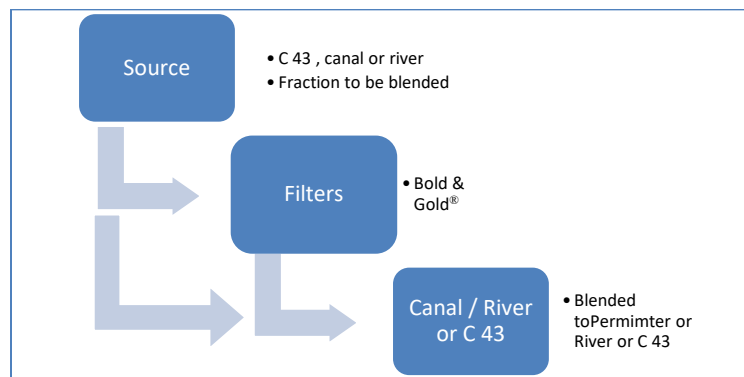 Source
• C 43 , canal or river
• Fraction to be blended
Filters
• Bold &
Gold®
Canal / River
or C 43
• Blended
toPermimter or
River or C 43